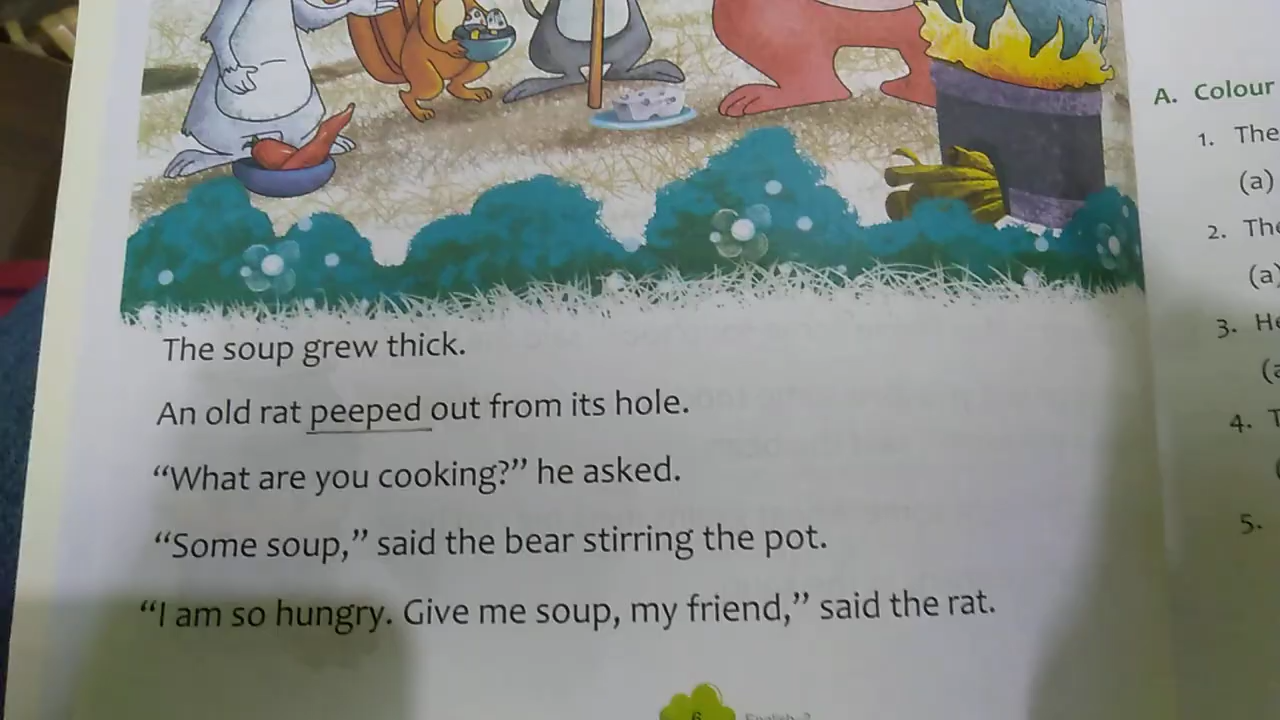 The soup grew thick.
An old rat peeped out from its hole.
“What are you cooking?” he asked.
“Some soup,” said the bear stirring the pot.
“I am so hungry. Give me soup, my friend,” said the rat.
6
A. Colour
1. The
(a)
2. The
(a)
3. He
4.
5.